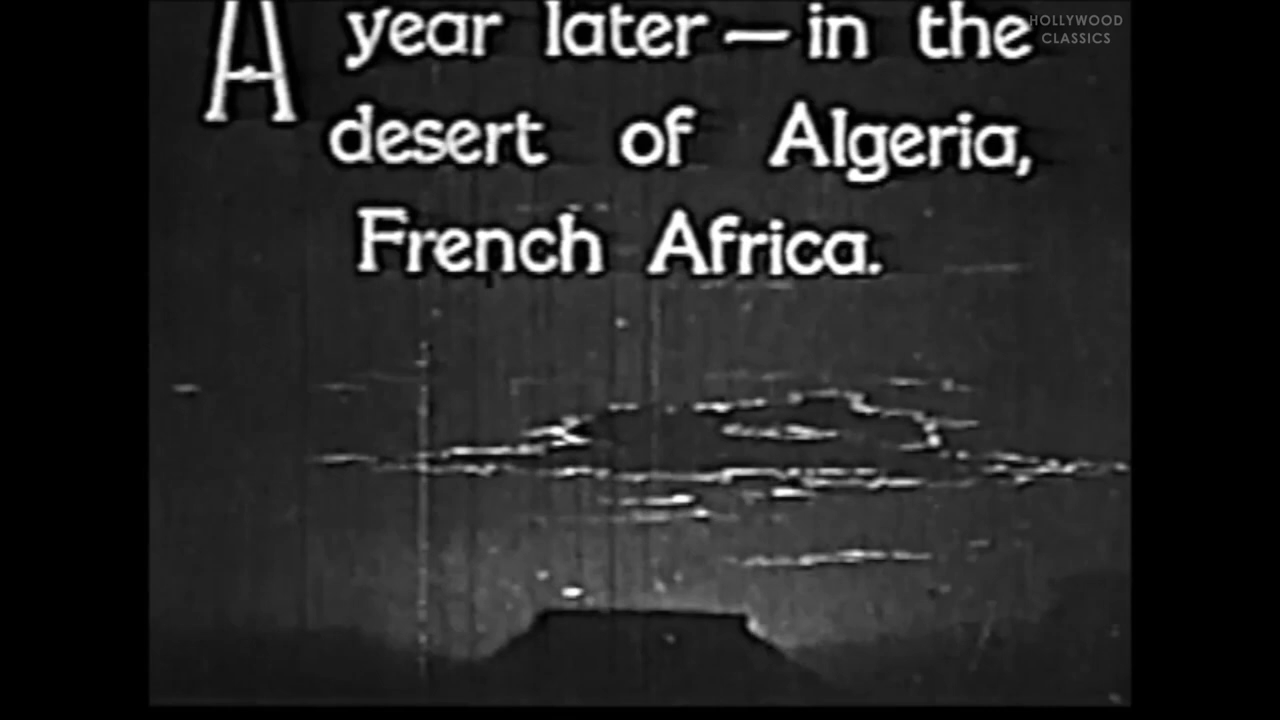 HOLLYWOOD
CLASSICS
A year later — in the
desert of Algeria,
French Africa.